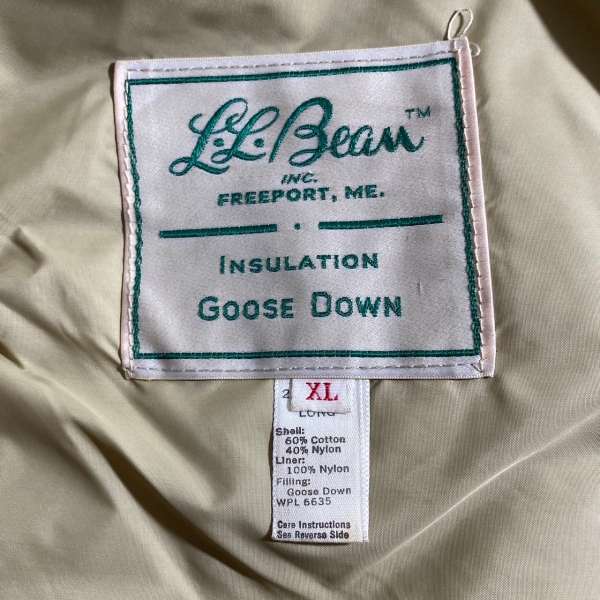 L.L.Bean™
INC.
FREEPORT, ME.
INSULATION
GOOSE DOWN
2
XL
LONG
Shell:
60% Cotton
40% Nylon
Liner:
100% Nylon
Filling:
Goose Down
WPL 6635
Care Instructions
See Reverse Side